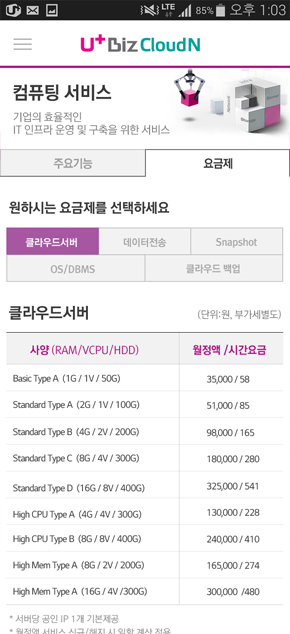 LTE 85% 오후 1:03
U+ Biz Cloud N
컴퓨팅 서비스
기업의 효율적인
IT 인프라 운영 및 구축을 위한 서비스
주요기능 요금제
원하시는 요금제를 선택하세요
클라우드서버 데이터전송 Snapshot
OS/DBMS 클라우드 백업
클라우드서버 (단위:원, 부가세별도)
사양 (RAM/VCPU/HDD) 월정액 /시간요금
Basic Type A (1G / 1V / 50G) 35,000 / 58
Standard Type A (2G / 1V / 100G) 51,000 / 85
Standard Type B (4G / 2V / 200G) 98,000 / 165
Standard Type C (8G / 4V / 300G) 180,000 / 280
Standard Type D (16G / 8V / 400G) 325,000 / 541
High CPU Type A (4G / 4V / 300G) 130,000 / 228
High CPU Type B (8G / 8V / 400G) 240,000 / 410
High Mem Type A (8G / 2V / 200G) 165,000 / 274
High Mem Type A (16G / 4V /300G) 300,000 /480
* 서버당 공인 IP 1개 기본제공
* 월정액 서비스 신규/해지 시 일할 계산 적용